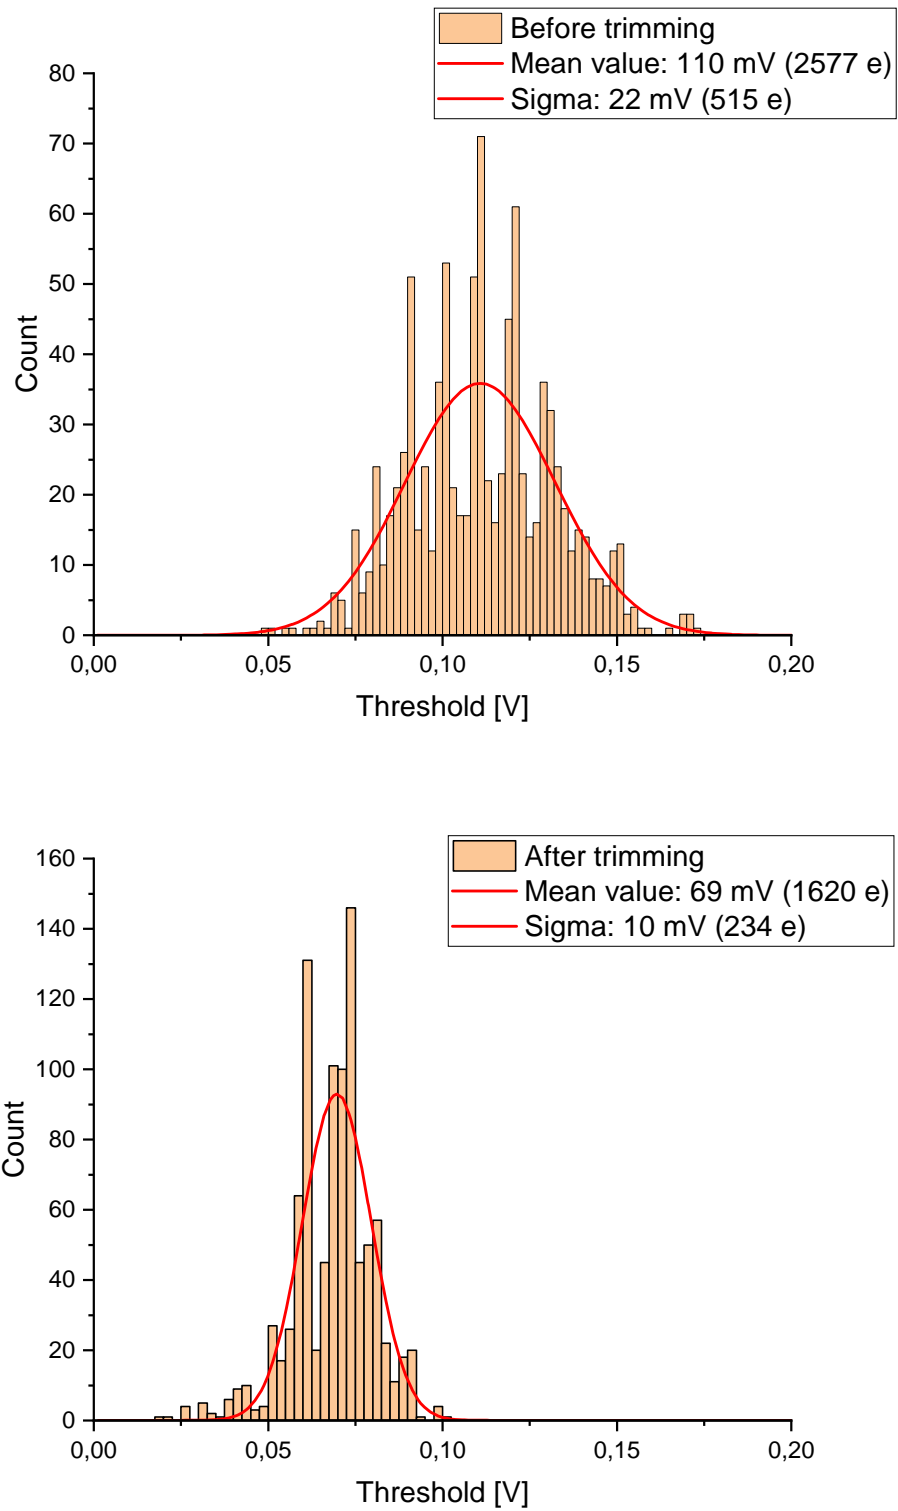 Before trimming
Mean value: 110 mV (2577 e)
Sigma: 22 mV (515 e)
80
70
60
50
40
30
20
10
0
Count
0,00 0,05 0,10 0,15 0,20
Threshold [V]
After trimming
Mean value: 69 mV (1620 e)
Sigma: 10 mV (234 e)
160
140
120
100
80
60
40
20
0
Count
0,00 0,05 0,10 0,15 0,20
Threshold [V]